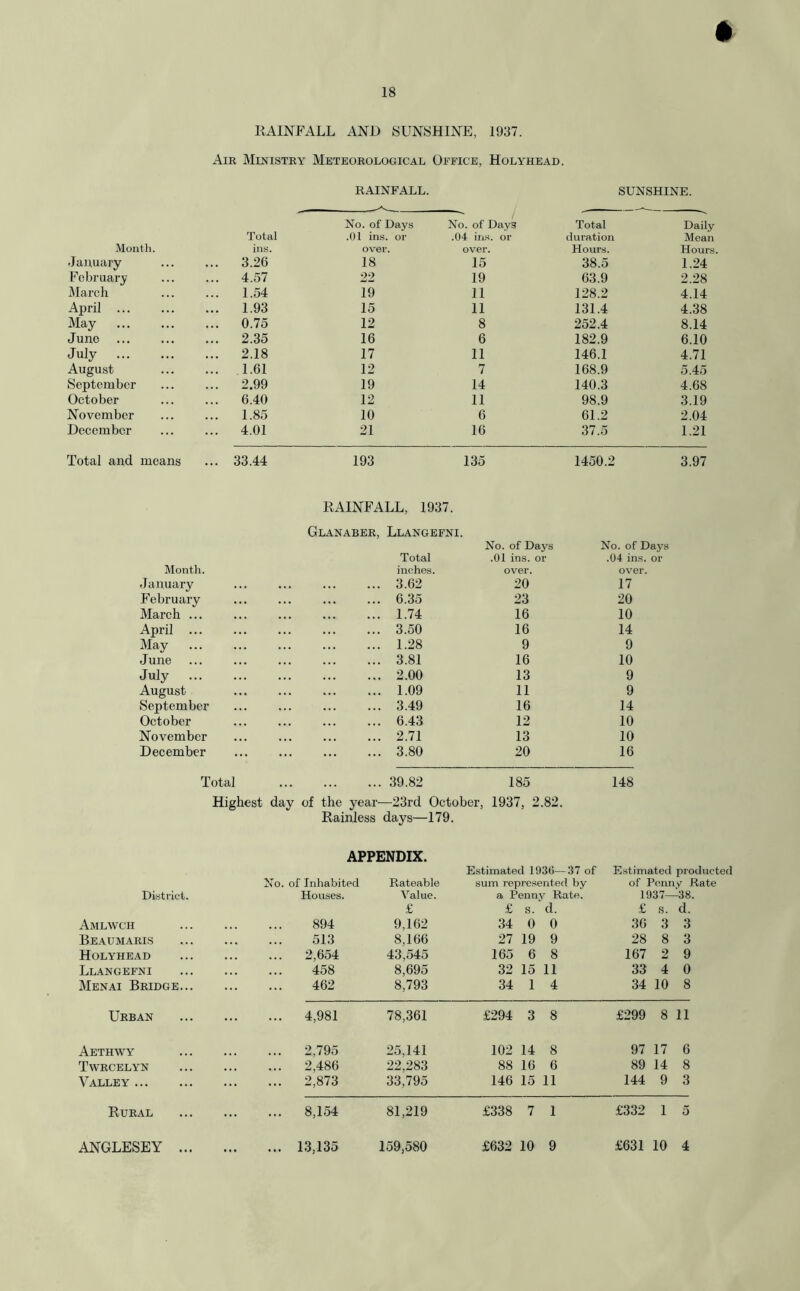 18
RAINFALL AND SUNSHINE, 1937.
Air Ministry Meteorological Office, Holyhead.
RAINFALL. SUNSHINE.
Month. Total ins. No. of Days .01 ins. or over. No. of Days .04 ins. or over. Total duration Hours. Daily Mean Hours.
January ... ... 3.26 18 15 38.5 1.24
February ... ... 4.57 22 19 63.9 2.28
March ... ... 1.54 19 11 128.2 4.14
April ... ... ... 1.93 15 11 131.4 4.38
May ... ... ... 0.75 12 8 252.4 8.14
June ... ... ... 2.35 16 6 182.9 6.10
July ... ... ... 2.18 17 11 146.1 4.71
August ... ... 1.61 12 7 168.9 5.45
September ... ... 2.99 19 14 140.3 4.68
October ... ... 6.40 12 11 98.9 3.19
November ... ... 1.85 10 6 61.2 2.04
December ... ... 4.01 21 16 37.5 1.21
Total and means ... 33.44 193 135 1450.2 3.97
RAINFALL, 1937.
Glanaber, Llangefni.
Month. Total inches. No. of Days .01 ins. or over. No. of Days .04 ins. or over.
January ... ... ... ... 3.62 20 17
February ... ... ... ... 6.35 23 20
March ... ... ... ... ... 1.74 16 10
April ... ... ... ... ... 3.50 16 14
May ... ... ... ... ... 1.28 9 9
June ... ... ... ... ... 3.81 16 10
July ... ... ... ... ... 2.00 13 9
August ... ... ... ... 1.09 11 9
September ... ... ... ... 3.49 16 14
October ... ... ... ... 6.43 12 10
November ... ... ... ... 2.71 13 10
December ... ... ... ... 3.80 20 16
Total ... ... ... 39.82 185 148
Highest day of the year—23rd October, 1937, 2.82.
Rainless days—179.
APPENDIX.
District. No. of Inhabited Houses. Rateable Value. Estimated 1936—37 of sum represented by a Penny Rate. Estimated producted of Penny Rate 1937—38.
£ £ s. d. £ s. d.
Amlwch ... ... ... 894 9,162 34 0 0 36 3 3
Beaumaris ... ... ... 513 8,166 27 19 9 28 8 3
Holyhead ... ... ... 2,654 43,545 165 6 8 167 2 9
Llangefni ... ... ... 458 8,695 32 15 11 33 4 0
Menai Bridge... ... ... 462 8,793 34 1 4 34 10 8
Urban ... ... ... 4,981 78,361 £294 3 8 £299 8 11
Aethwy ... ... ... 2,795 25,141 102 14 8 97 17 6
Twrcelyn ... ... ... 2,486 22,283 88 16 6 89 14 8
Valley ... ... ... ... 2,873 33,795 146 15 11 144 9 3
Rural ... ... ... 8,154 81,219 £338 7 1 £332 1 5
ANGLESEY ... ... ... 13,135 159,580 £632 10 9 £631 10 4